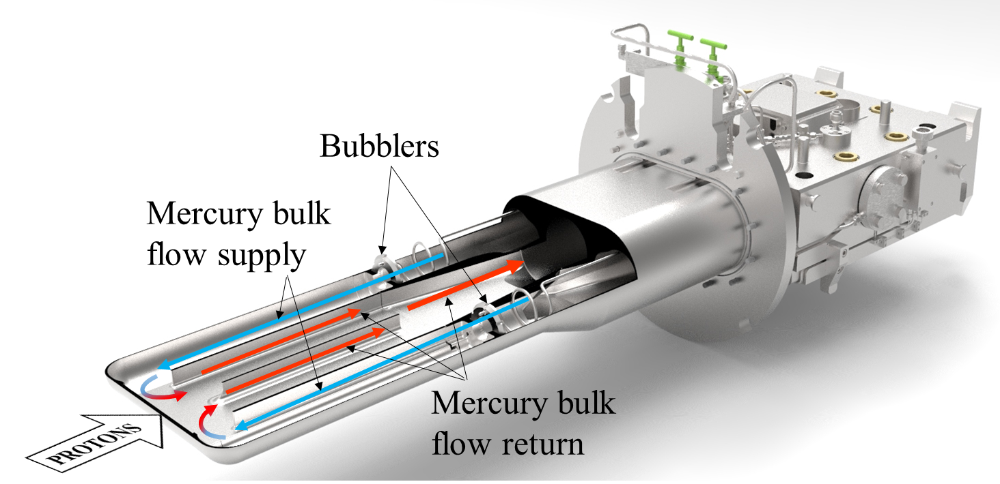 Bubblers
Mercury bulk
flow supply
Mercury bulk
flow return
PROTONS